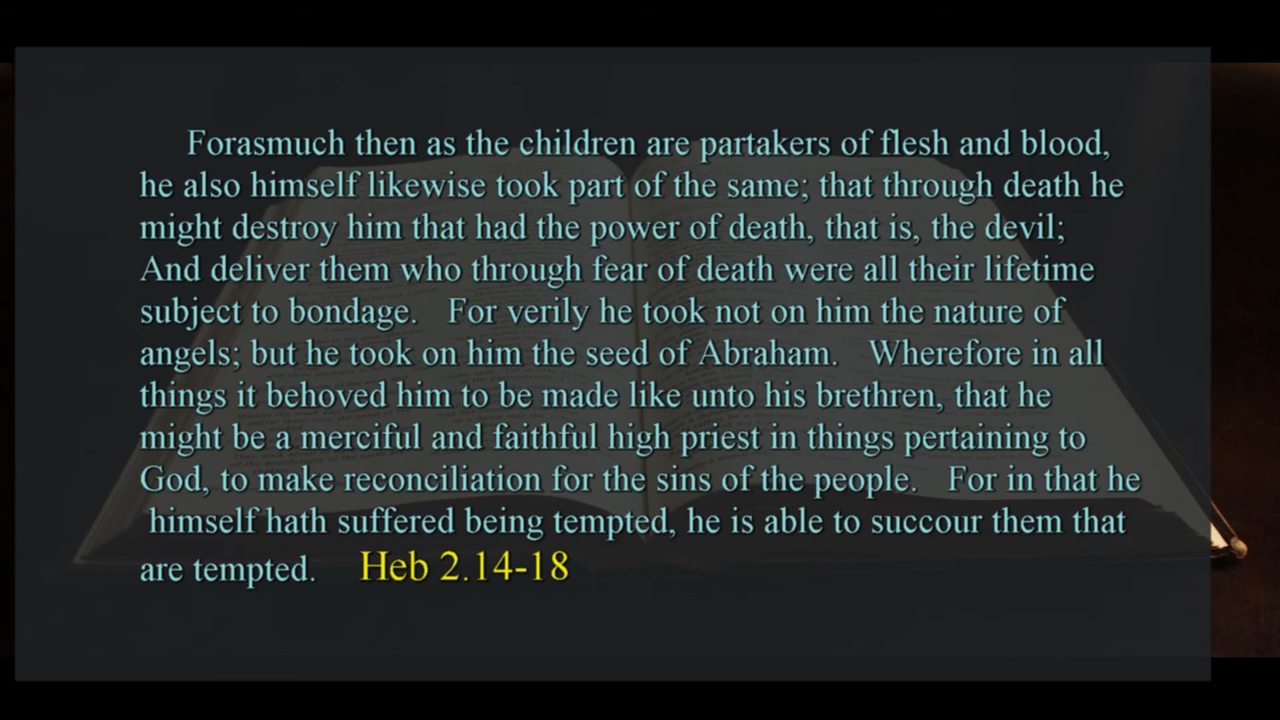 Forasmuch then as the children are partakers of flesh and blood,
he also himself likewise took part of the same; that through death he
might destroy him that had the power of death, that is, the devil;
And deliver them who through fear of death were all their lifetime
subject to bondage. For verily he took not on him the nature of
angels; but he took on him the seed of Abraham. Wherefore in all
things it behoved him to be made like unto his brethren, that he
might be a merciful and faithful high priest in things pertaining to
God, to make reconciliation for the sins of the people. For in that he
himself hath suffered being tempted, he is able to succour them that
are tempted. Heb 2.14-18